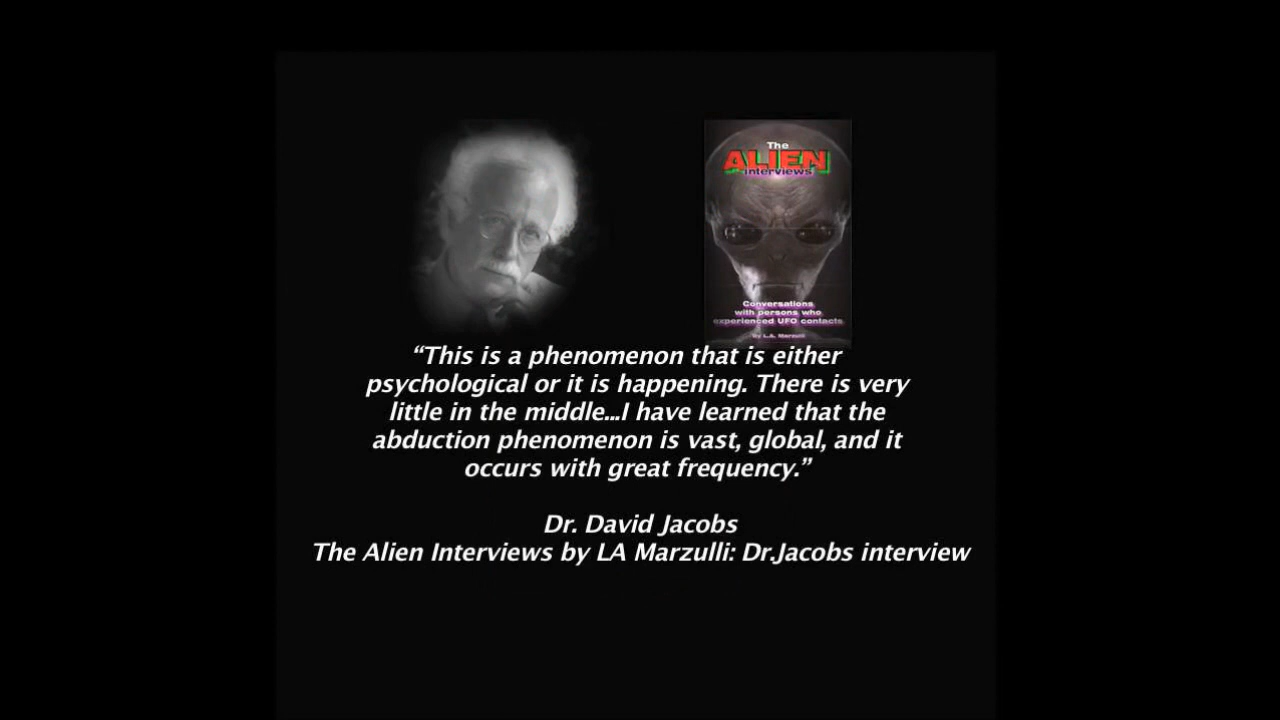 The
ALIEN
interviews
Conversations
with persons who
experienced UFO contacts
By L.A. Marzulli
“This is a phenomenon that is either
psychological or it is happening. There is very
little in the middle...I have learned that the
abduction phenomenon is vast, global, and it
occurs with great frequency.”
Dr. David Jacobs
The Alien Interviews by LA Marzulli: Dr.Jacobs interview